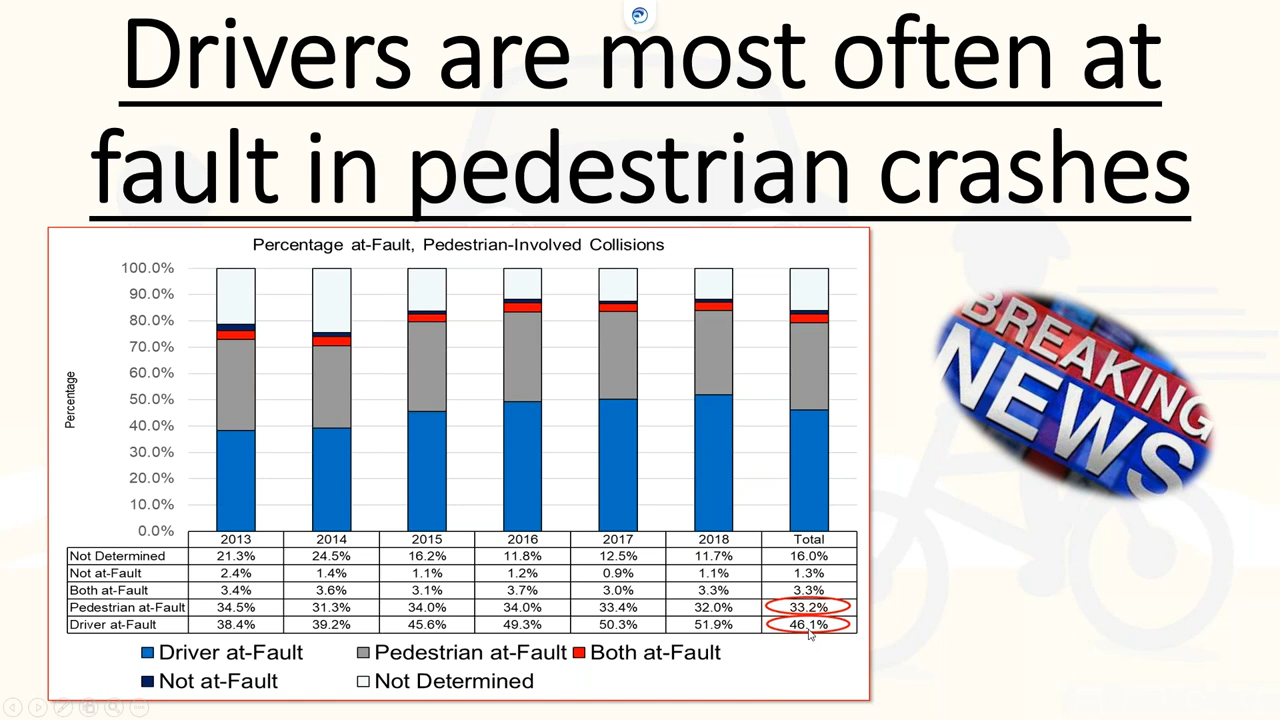 Drivers are most often at
fault in pedestrian crashes
Percentage at-Fault, Pedestrian-Involved Collisions
Percentage
100.0%
90.0%
80.0%
70.0%
60.0%
50.0%
40.0%
30.0%
20.0%
10.0%
0.0%
2013 2014 2015 2016 2017 2018 Total
Not Determined 21.3% 24.5% 16.2% 11.8% 12.5% 11.7% 16.0%
Not at-Fault 2.4% 1.4% 1.1% 1.2% 0.9% 1.1% 1.3%
Both at-Fault 3.4% 3.6% 3.1% 3.7% 3.0% 3.3% 3.3%
Pedestrian at-Fault 34.5% 31.3% 34.0% 34.0% 33.4% 32.0% 33.2%
Driver at-Fault 38.4% 39.2% 45.6% 49.3% 50.3% 51.9% 46.1%
Driver at-Fault Pedestrian at-Fault Both at-Fault
Not at-Fault Not Determined
BREAKING
NEWS